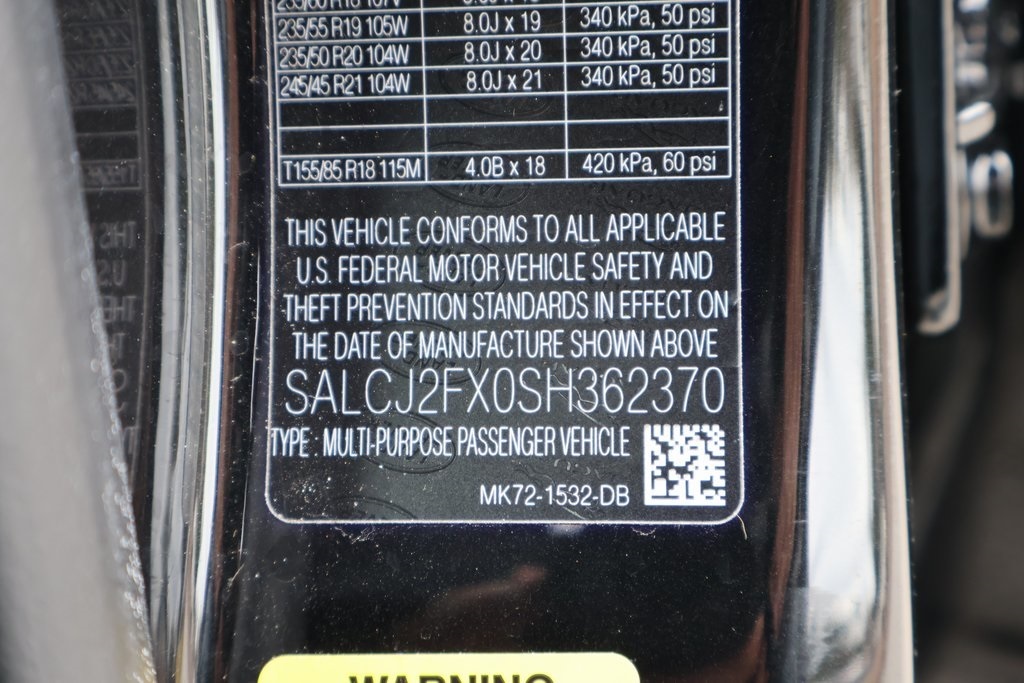 235/60 R18 107V
235/55 R19 105W 8.0J x 19 340 kPa, 50 psi
235/50 R20 104W 8.0J x 20 340 kPa, 50 psi
245/45 R21 104W 8.0J x 21 340 kPa, 50 psi
T155/85 R18 115M 4.0B x 18 420 kPa, 60 psi
THIS VEHICLE CONFORMS TO ALL APPLICABLE
U.S. FEDERAL MOTOR VEHICLE SAFETY AND
THEFT PREVENTION STANDARDS IN EFFECT ON
THE DATE OF MANUFACTURE SHOWN ABOVE
SALCJ2FX0SH362370
TYPE : MULTI-PURPOSE PASSENGER VEHICLE
MK72-1532-DB
WARNING